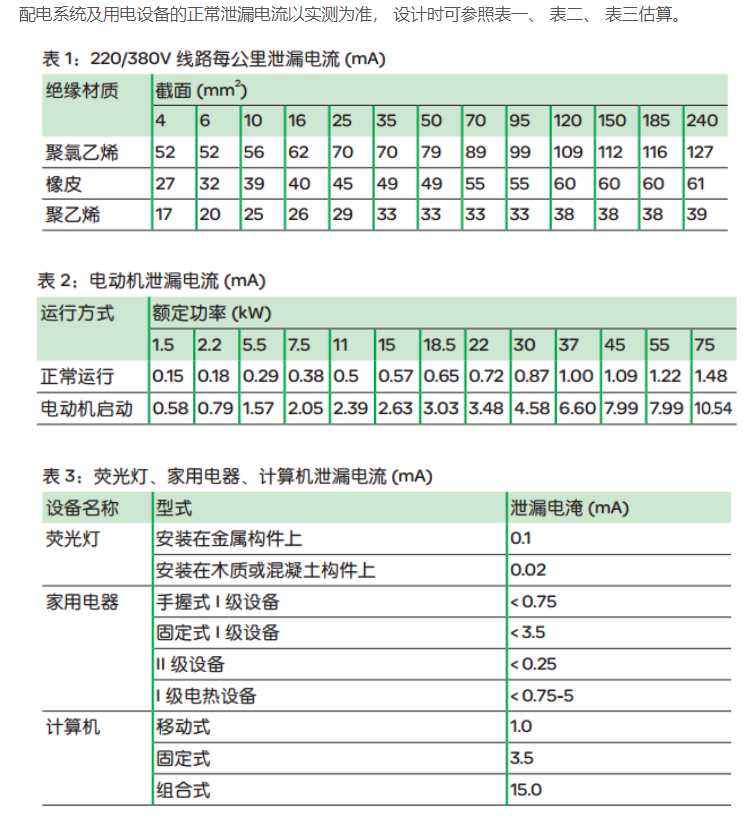 配电系统及用电设备的正常泄漏电流以实测为准， 设计时可参照表一、 表二、 表三估算。
表 1：220/380V 线路每公里泄漏电流 (mA)
绝缘材质 截面 (mm²)
4 6 10 16 25 35 50 70 95 120 150 185 240
聚氯乙烯 52 52 56 62 70 70 79 89 99 109 112 116 127
橡皮 27 32 39 40 45 49 49 55 55 60 60 60 61
聚乙烯 17 20 25 26 29 33 33 33 33 38 38 38 39
表 2：电动机泄漏电流 (mA)
运行方式 额定功率 (kW)
1.5 2.2 5.5 7.5 11 15 18.5 22 30 37 45 55 75
正常运行 0.15 0.18 0.29 0.38 0.5 0.57 0.65 0.72 0.87 1.00 1.09 1.22 1.48
电动机启动 0.58 0.79 1.57 2.05 2.39 2.63 3.03 3.48 4.58 6.60 7.99 7.99 10.54
表 3：荧光灯、家用电器、计算机泄漏电流 (mA)
设备名称 型式 泄漏电淹 (mA)
荧光灯 安装在金属构件上 0.1
安装在木质或混凝土构件上 0.02
家用电器 手握式 I 级设备 < 0.75
固定式 I 级设备 < 3.5
II 级设备 < 0.25
I 级电热设备 < 0.75-5
计算机 移动式 1.0
固定式 3.5
组合式 15.0